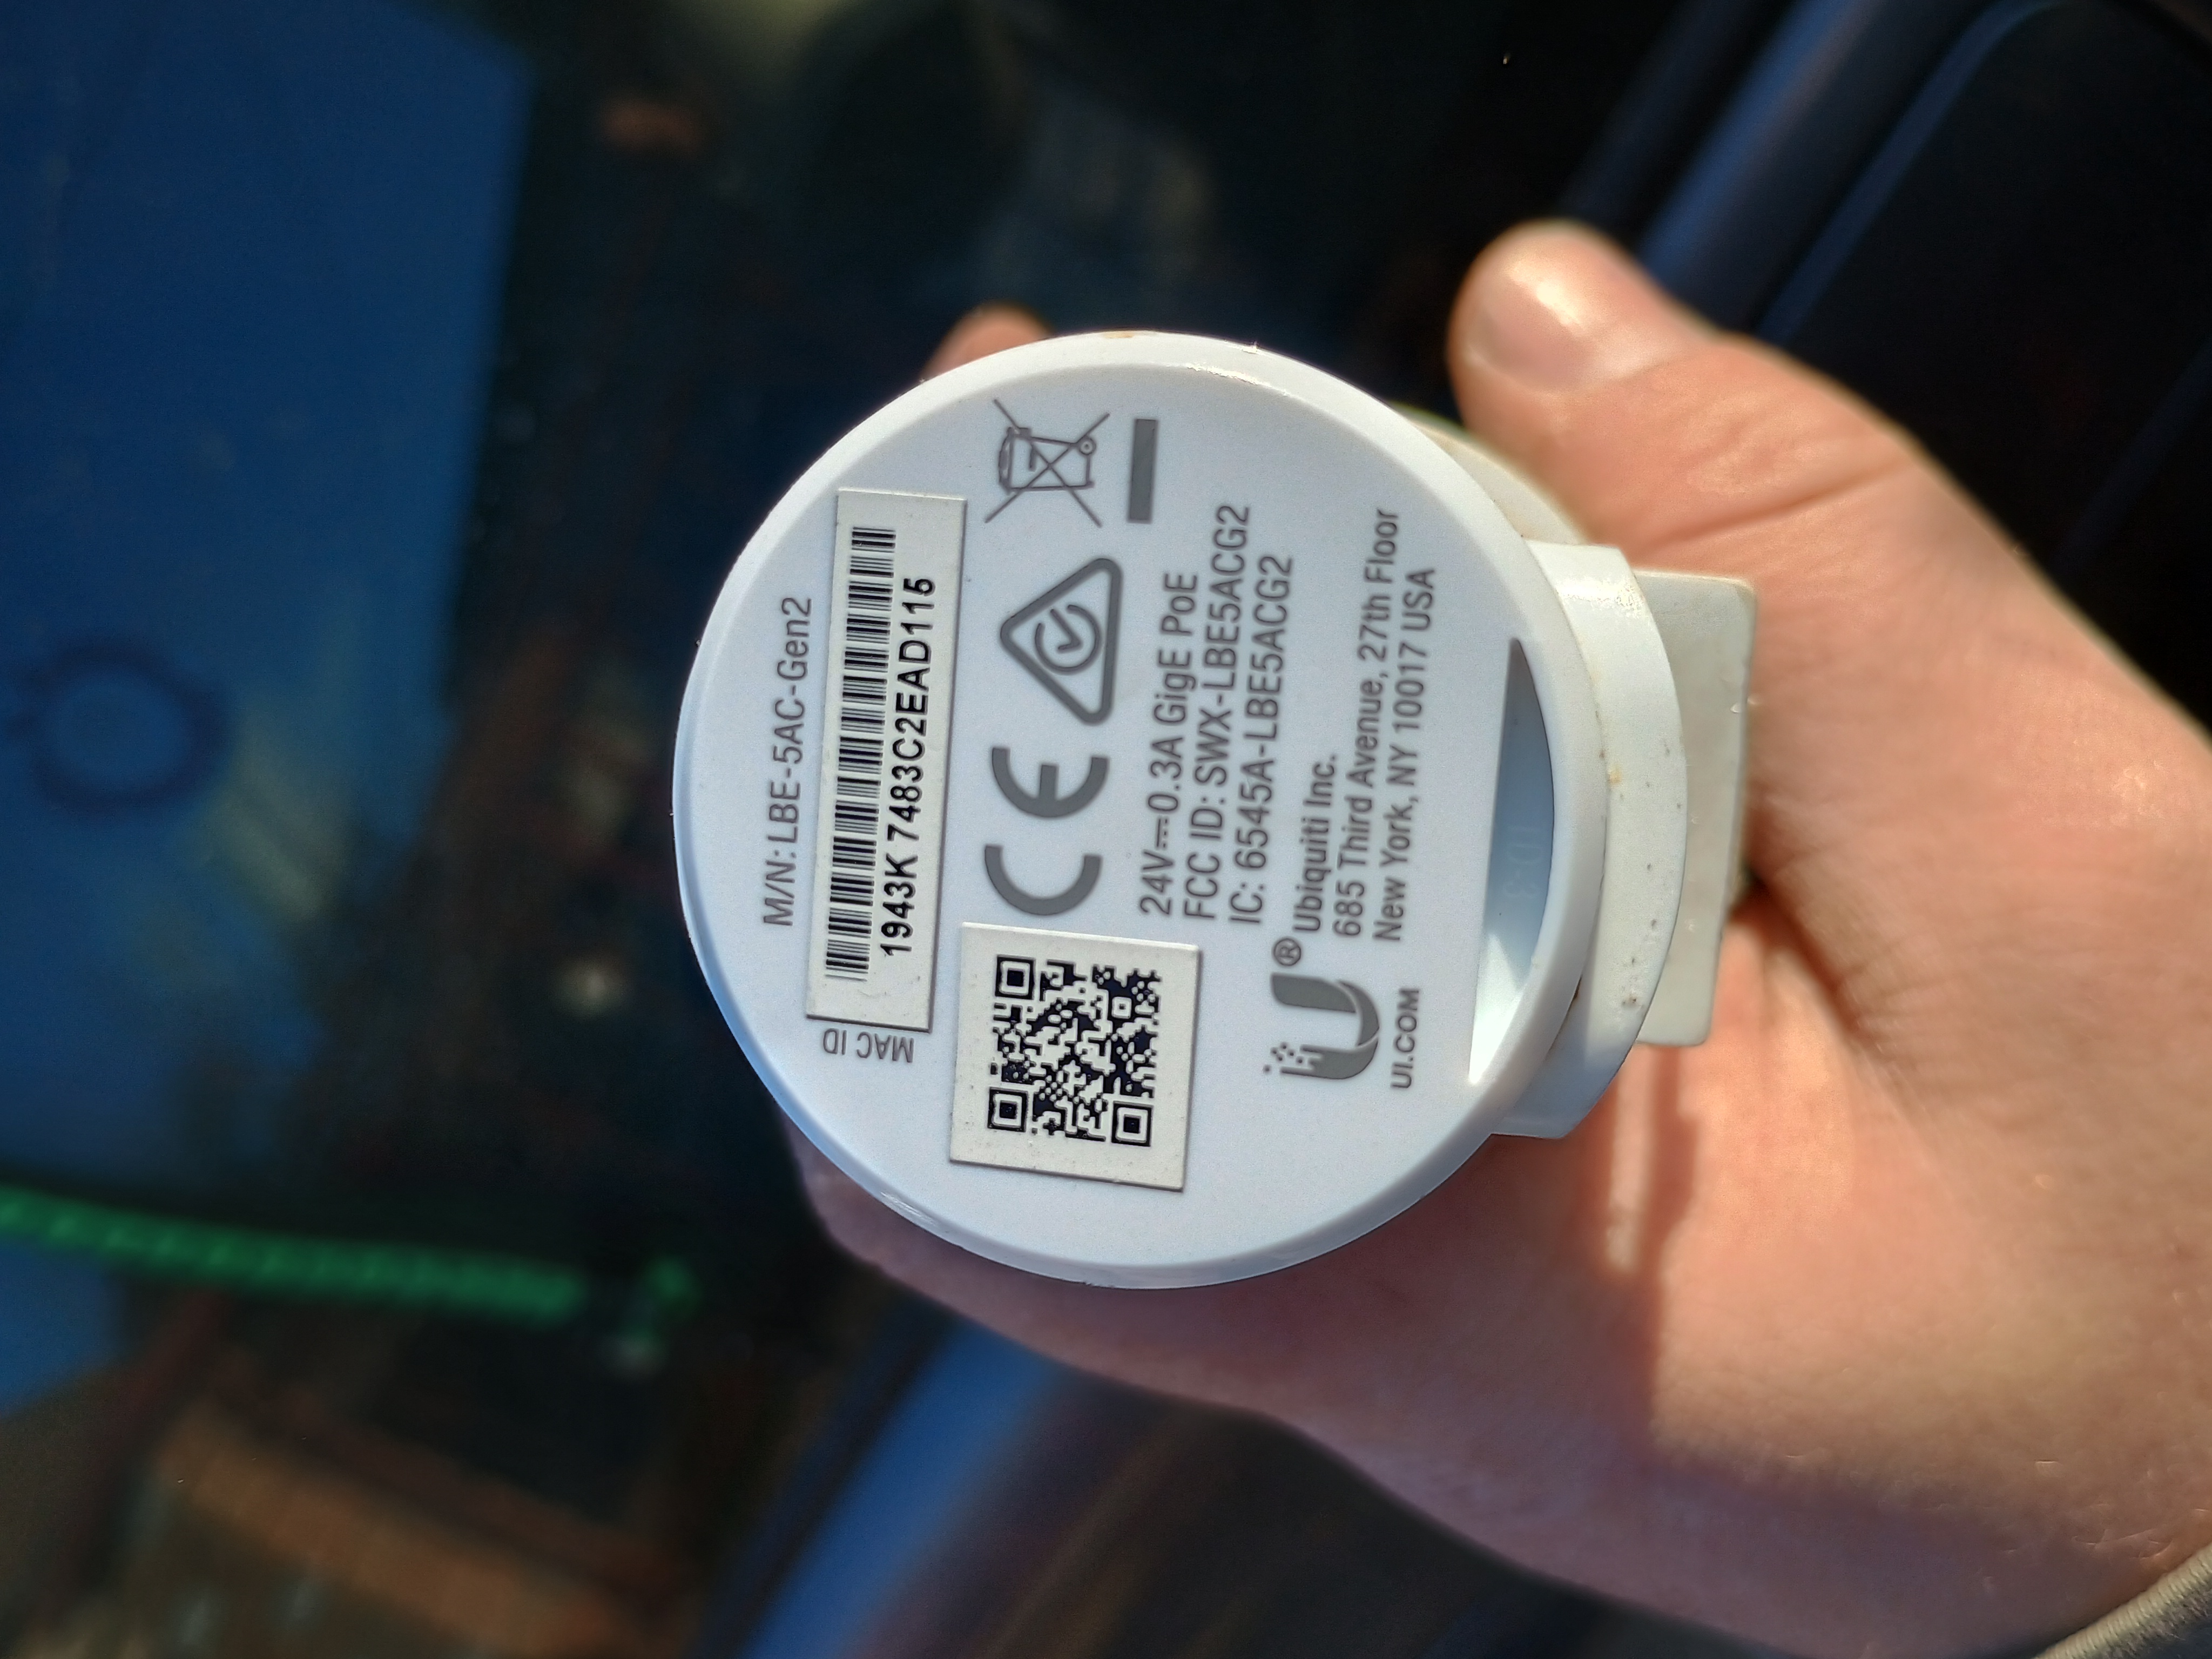 M/N: LBE-5AC-Gen2
MAC ID
1943K 7483C2EAD115
CE
24V⎓0.3A GigE PoE
FCC ID: SWX-LBE5ACG2
IC: 6545A-LBE5ACG2
U®
Ubiquiti Inc.
685 Third Avenue, 27th Floor
New York, NY 10017 USA
UI.COM